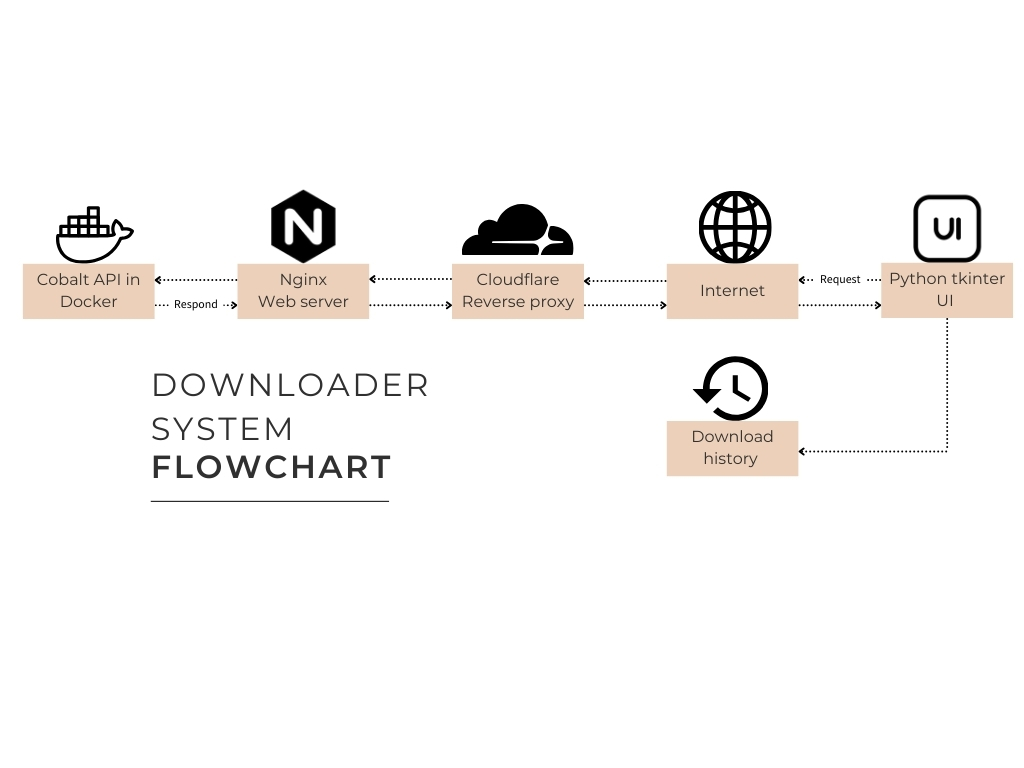 N
UI
Cobalt API in
Docker
Respond
Nginx
Web server
Cloudflare
Reverse proxy
Internet
Request
Python tkinter
UI
DOWNLOADER
SYSTEM
FLOWCHART
Download
history